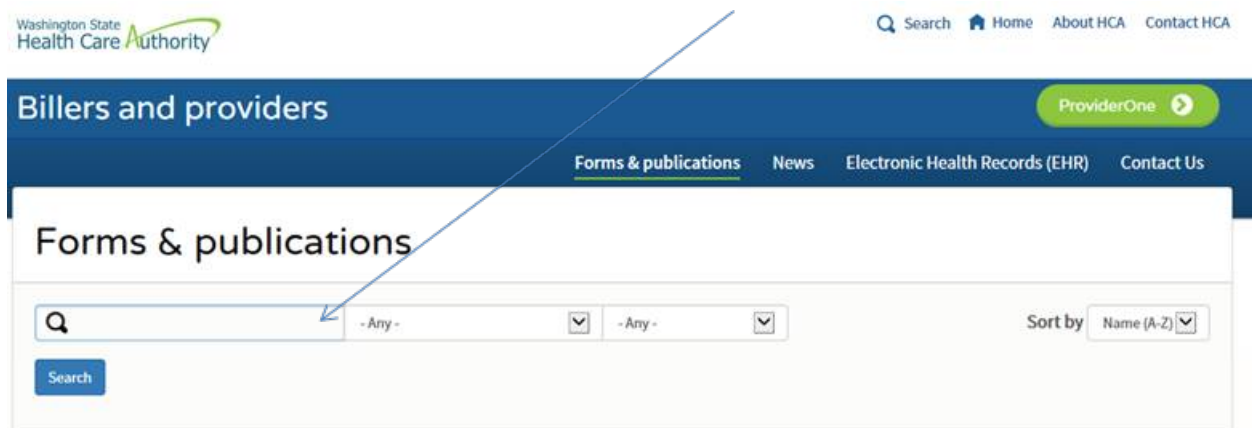 Washington State
Health Care Authority
Search Home About HCA Contact HCA
Billers and providers
ProviderOne
Forms & publications News Electronic Health Records (EHR) Contact Us
Forms & publications
- Any - - Any - Sort by Name (A-Z)
Search